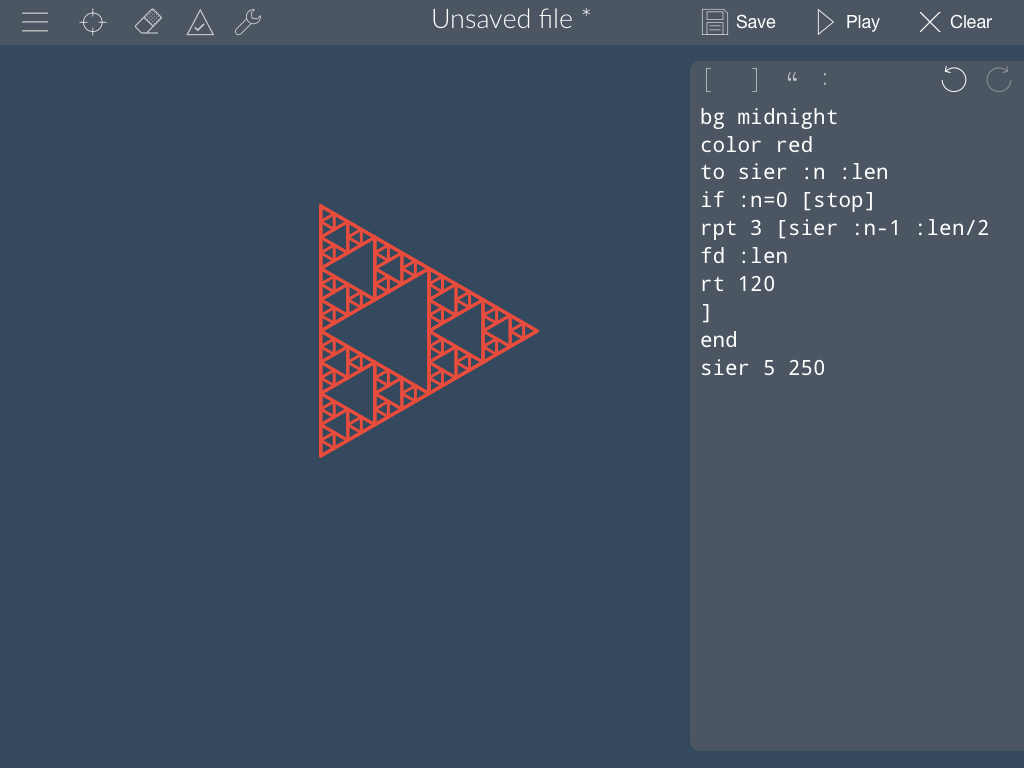 Unsaved file *
Save
Play
Clear
[ ] “ :
bg midnight
color red
to sier :n :len
if :n=0 [stop]
rpt 3 [sier :n-1 :len/2
fd :len
rt 120
]
end
sier 5 250